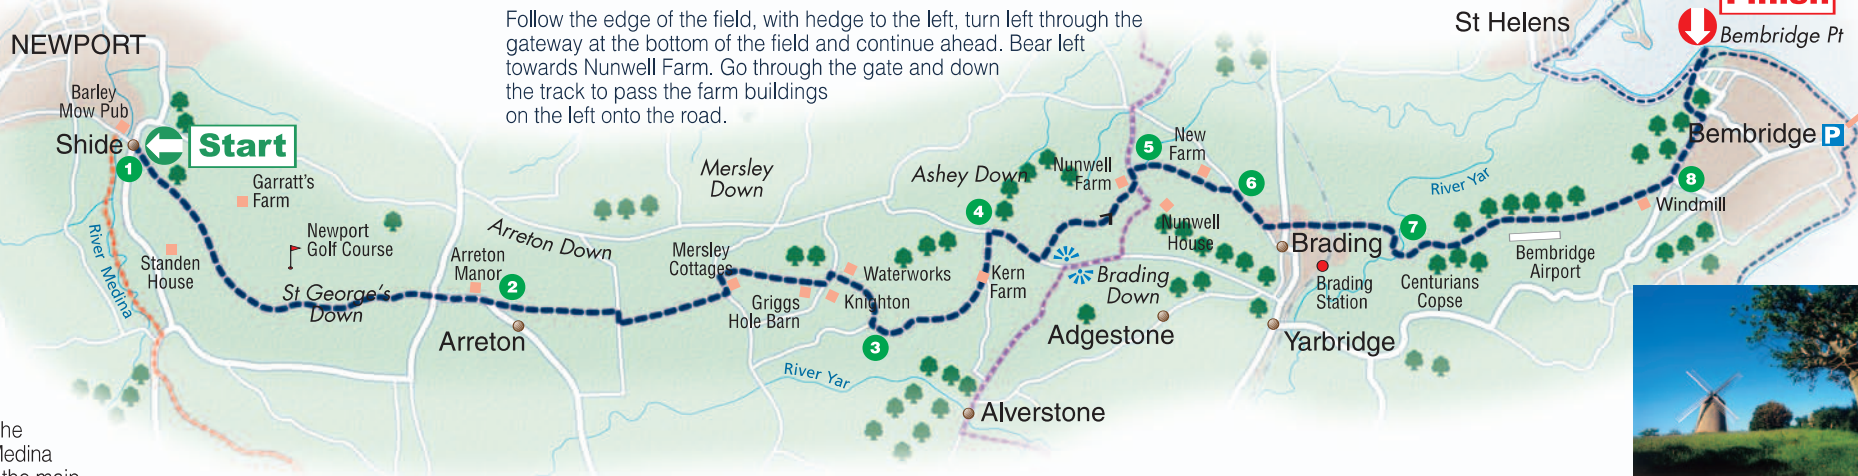 Follow the edge of the field, with hedge to the left, turn left through the
gateway at the bottom of the field and continue ahead. Bear left
towards Nunwell Farm. Go through the gate and down
the track to pass the farm buildings
on the left onto the road.
NEWPORT
Barley
Mow Pub
Shide
Start
1
Garratt's
Farm
Newport
Golf Course
Standen
House
River Medina
St George's
Down
Arreton
Manor
2
Arreton
Arreton Down
Mersley
Down
Mersley
Cottages
Griggs
Hole Barn
Waterworks
Knighton
3
River Yar
Ashey Down
4
Kern
Farm
Alverstone
Nunwell
Farm
5
New
Farm
Nunwell
House
Brading
Down
Adgestone
6
Brading
Brading
Station
Yarbridge
7
Centurians
Copse
River Yar
Bembridge
Airport
8
Windmill
Bembridge
P
St Helens
Finish
Bembridge Pt
he
Medina
the main